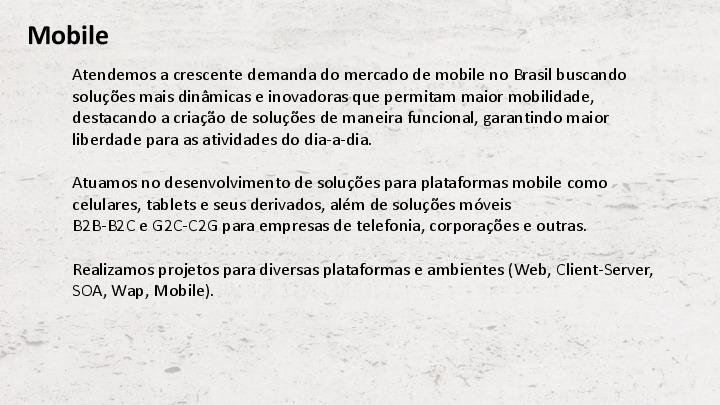 Mobile
Atendemos a crescente demanda do mercado de mobile no Brasil buscando
soluções mais dinâmicas e inovadoras que permitam maior mobilidade,
destacando a criação de soluções de maneira funcional, garantindo maior
liberdade para as atividades do dia-a-dia.
Atuamos no desenvolvimento de soluções para plataformas mobile como
celulares, tablets e seus derivados, além de soluções móveis
B2B-B2C e G2C-C2G para empresas de telefonia, corporações e outras.
Realizamos projetos para diversas plataformas e ambientes (Web, Client-Server,
SOA, Wap, Mobile).